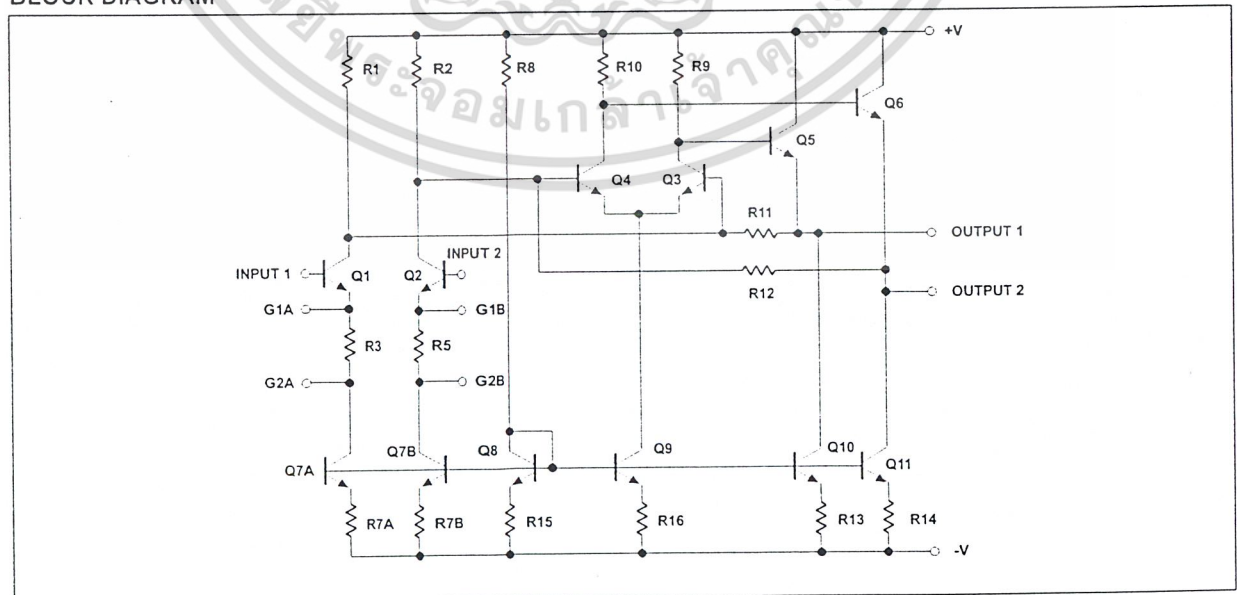 BLOCK DIAGRAM
+V
R1
R2
R8
R10
R9
Q6
Q5
Q4
Q3
R11
OUTPUT 1
INPUT 2
INPUT 1
Q1
Q2
R12
G1A
G1B
OUTPUT 2
R3
R5
G2A
G2B
Q7A
Q7B
Q8
Q9
Q10
Q11
R7A
R7B
R15
R16
R13
R14
-V